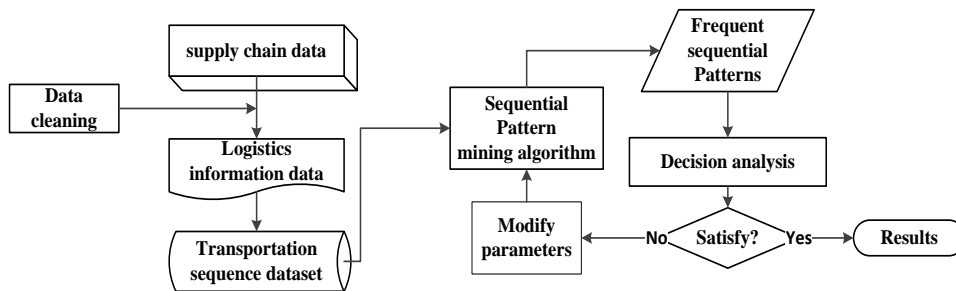 supply chain data
Data
cleaning
Logistics
information data
Transportation
sequence dataset
Sequential
Pattern
mining algorithm
Modify
parameters
Frequent
sequential
Patterns
Decision analysis
No
Satisfy?
Yes
Results